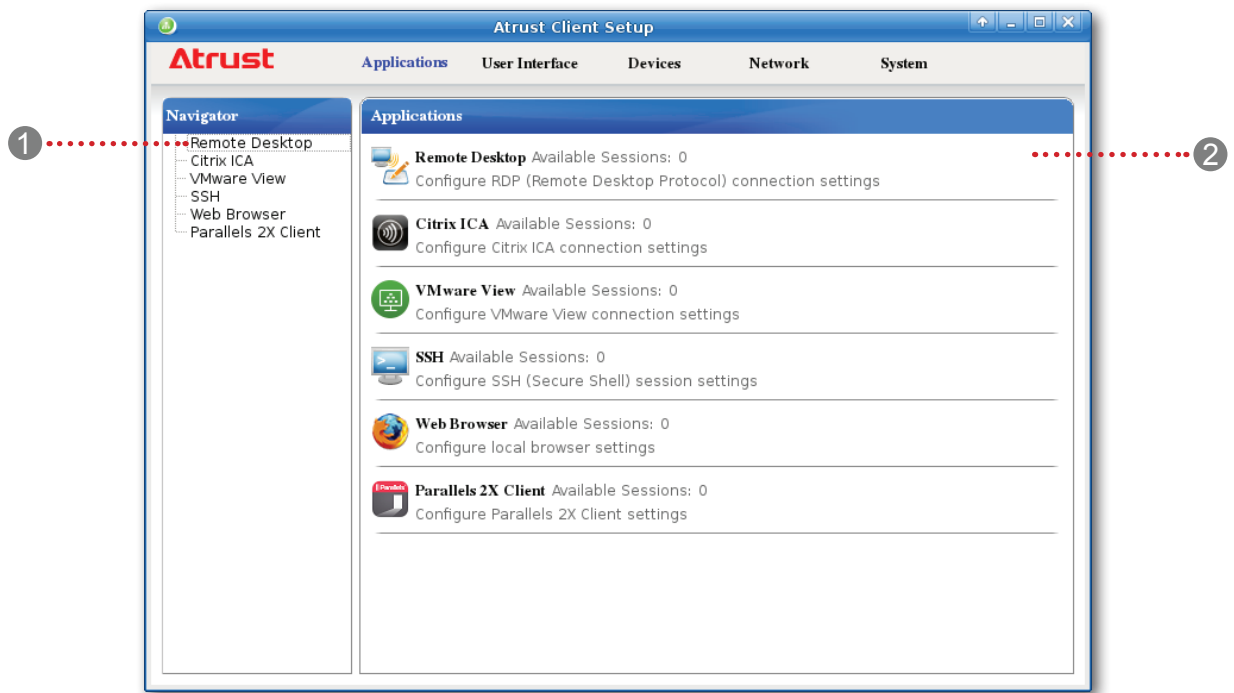 Atrust Client Setup
Atrust
Applications User Interface Devices Network System
Navigator
Remote Desktop
Citrix ICA
VMware View
SSH
Web Browser
Parallels 2X Client
Applications
Remote Desktop Available Sessions: 0
Configure RDP (Remote Desktop Protocol) connection settings
Citrix ICA Available Sessions: 0
Configure Citrix ICA connection settings
VMware View Available Sessions: 0
Configure VMware View connection settings
SSH Available Sessions: 0
Configure SSH (Secure Shell) session settings
Web Browser Available Sessions: 0
Configure local browser settings
Parallels
Parallels 2X Client Available Sessions: 0
Configure Parallels 2X Client settings
1
2